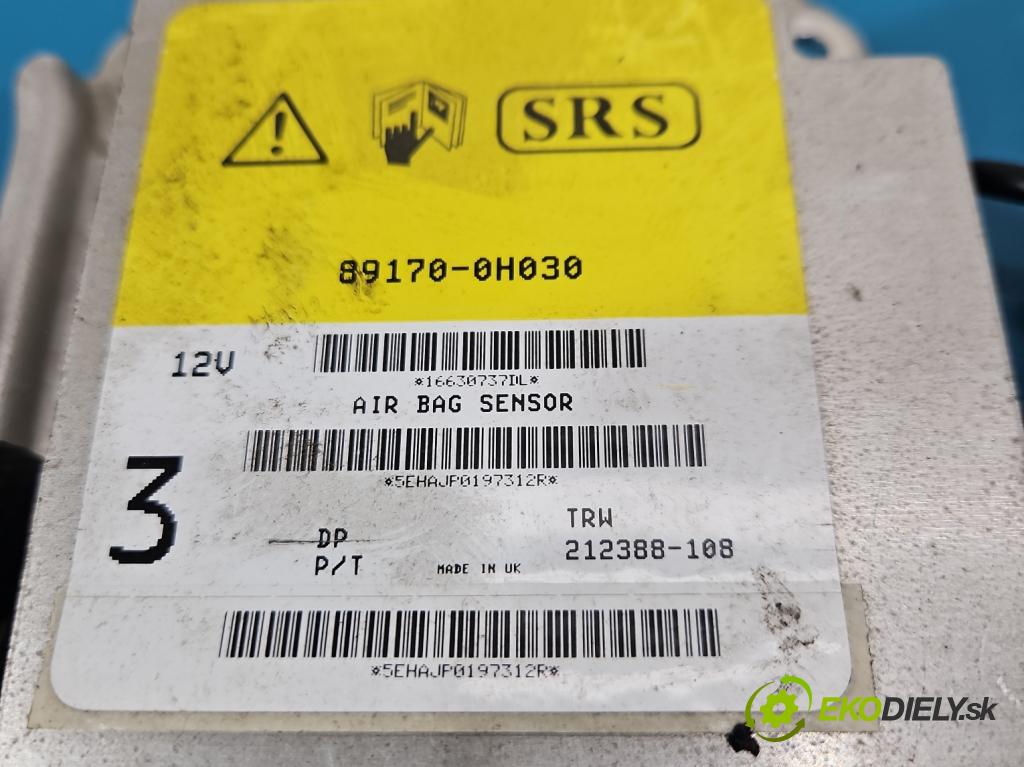 SRS
89170-0H030
12V
*16630737DL*
AIR BAG SENSOR
*5EHAJP0197312R*
3
DP
P/T
MADE IN UK
TRW
212388-108
*5EHAJP0197312R*
EKODIELY.sk